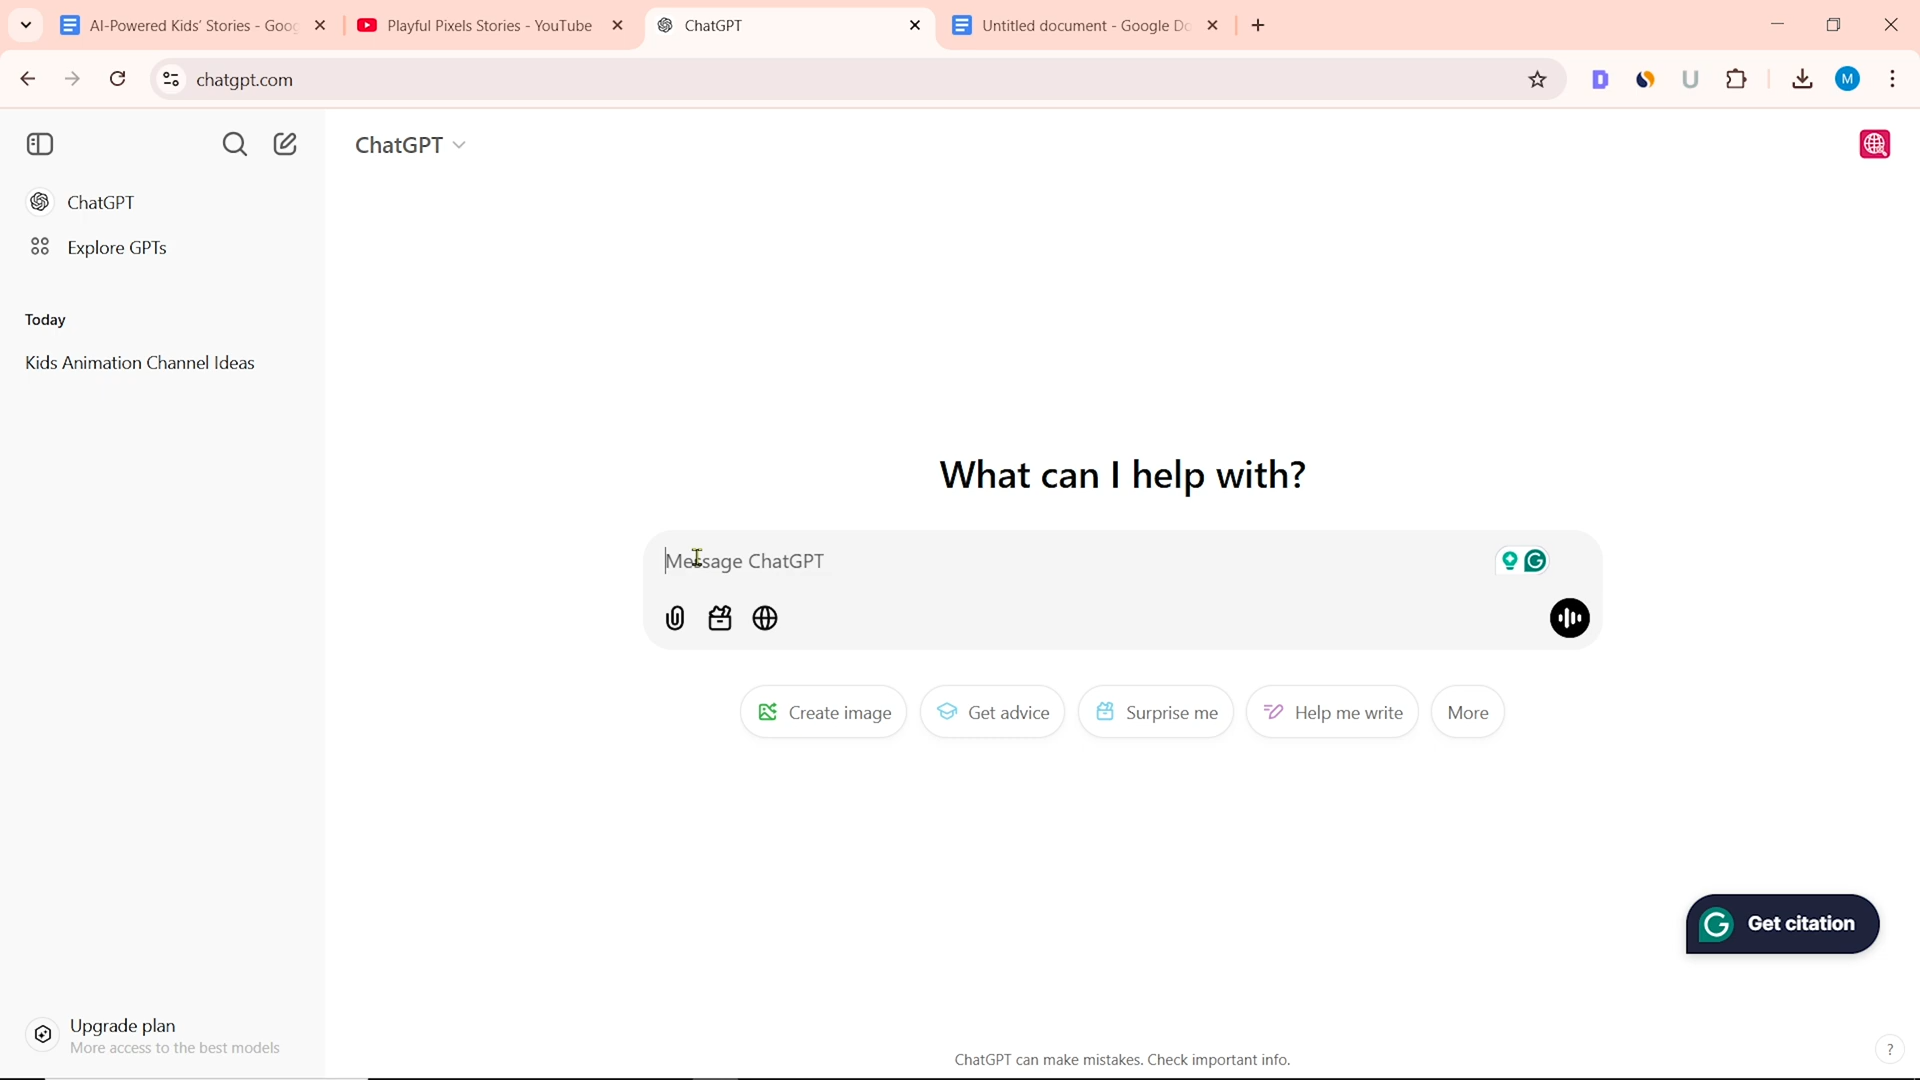 AI-Powered Kids' Stories - Goog
Playful Pixels Stories - YouTube
ChatGPT
Untitled document - Google Do
chatgpt.com
D
U
M
ChatGPT
ChatGPT
Explore GPTs
Today
Kids Animation Channel Ideas
What can I help with?
Message ChatGPT
Create image
Get advice
Surprise me
Help me write
More
Get citation
Upgrade plan
More access to the best models
ChatGPT can make mistakes. Check important info.
?